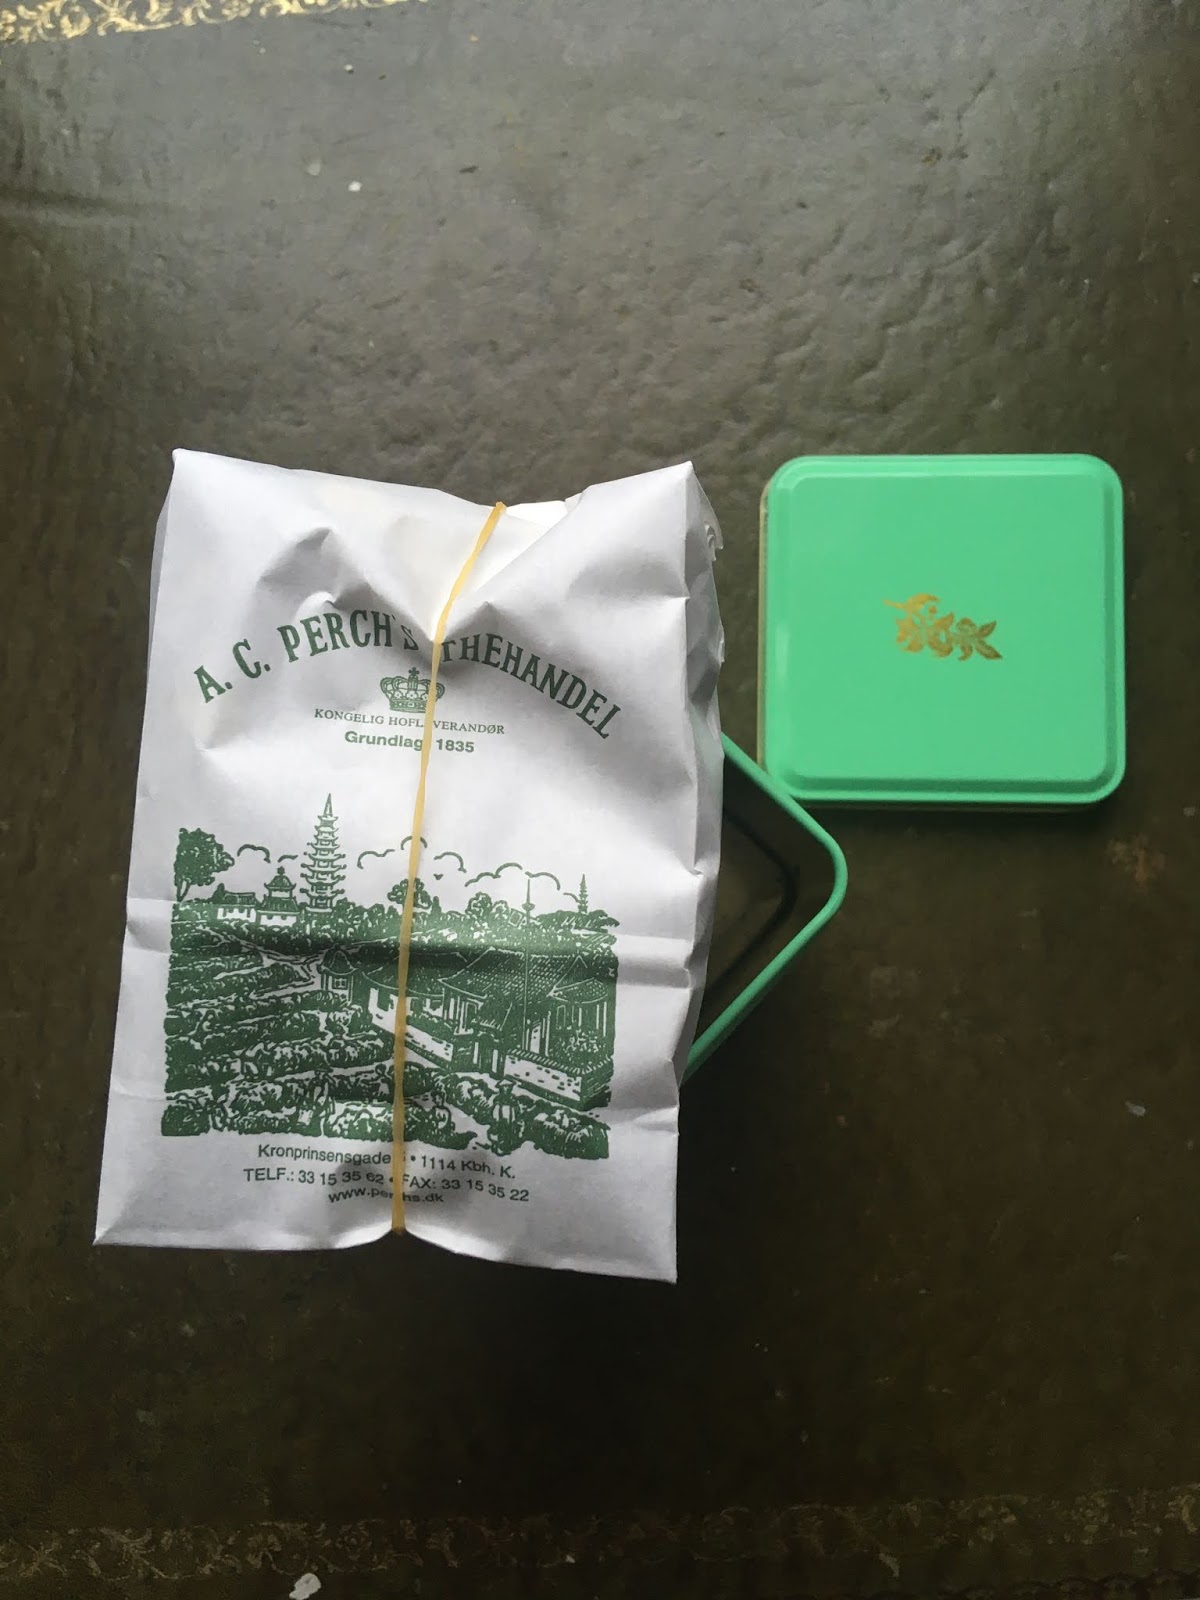 A. C. PERCH'S THEHANDEL
KONGELIG HOFLEVERANDØR
Grundlagt 1835
Kronprinsensgade • 1114 Kbh. K.
TELF.: 33 15 35 62 • FAX: 33 15 35 22
www.perchs.dk